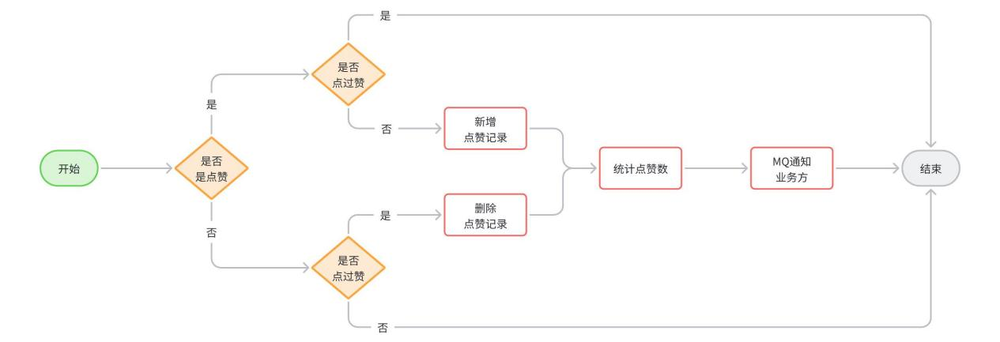 是
是否
点过赞
是
否
新增
点赞记录
开始
是否
是点赞
统计点赞数
MQ通知
业务方
结束
否
是
删除
点赞记录
是否
点过赞
否